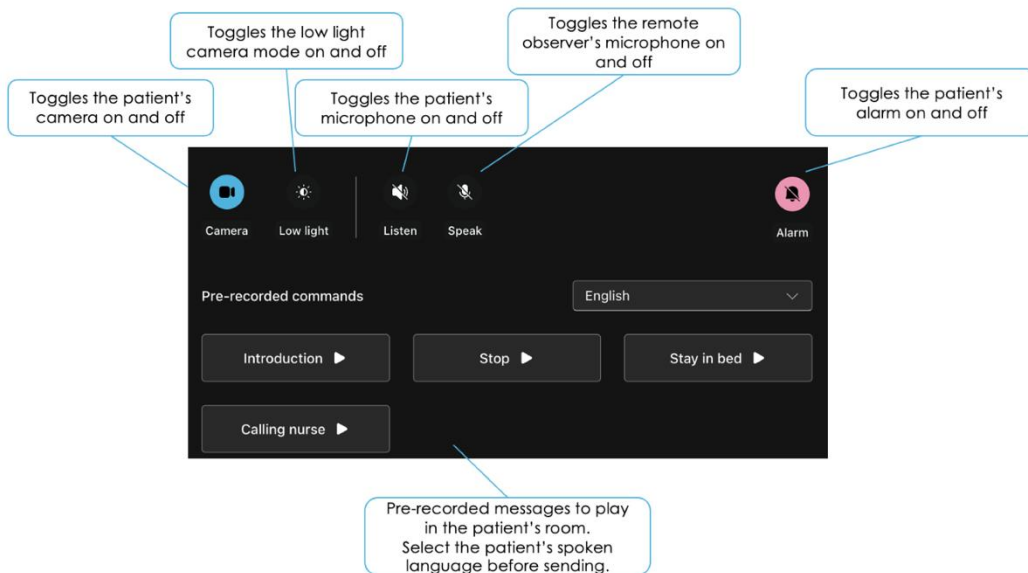 Toggles the low light
camera mode on and off
Toggles the remote
observer's microphone on
and off
Toggles the patient's
camera on and off
Toggles the patient's
microphone on and off
Toggles the patient's
alarm on and off
Camera
Low light
Listen
Speak
Alarm
Pre-recorded commands
English
Introduction
Stop
Stay in bed
Calling nurse
Pre-recorded messages to play
in the patient's room.
Select the patient's spoken
language before sending.